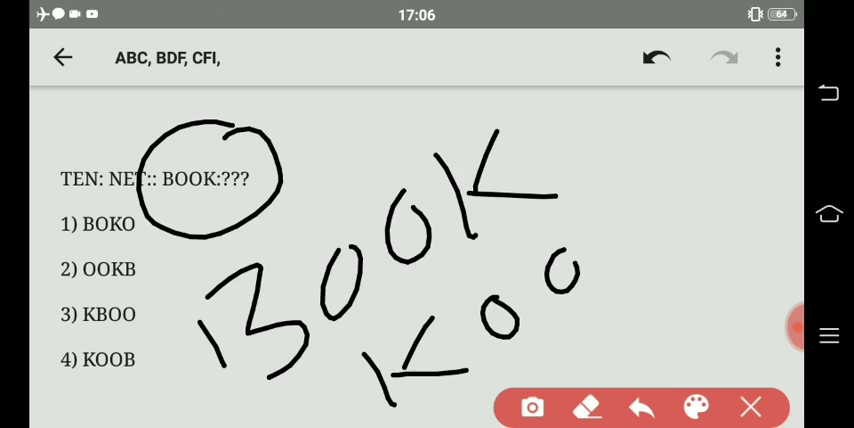 17:06
64
ABC, BDF, CFI,
TEN: NET:: BOOK:???
1) BOKO
2) OOKB
3) KBOO
4) KOOB
BOOK
KOO